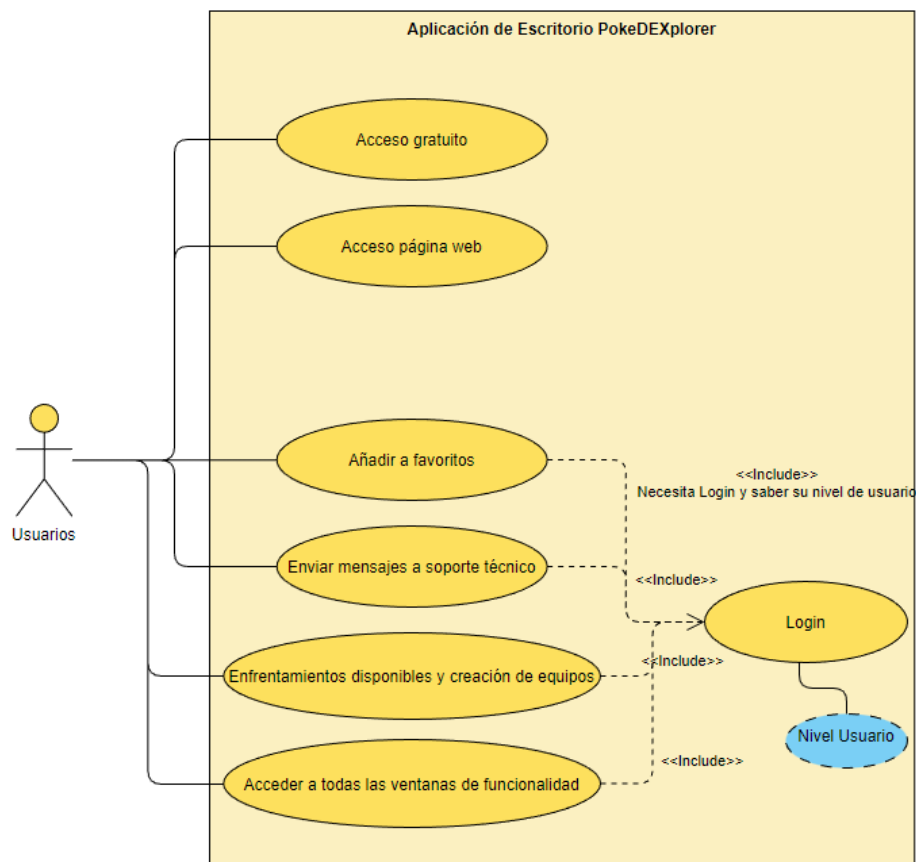 Aplicación de Escritorio PokeDEXplorer
Acceso gratuito
Acceso página web
Añadir a favoritos
<<Include>>
Necesita Login y saber su nivel de usuario
Usuarios
Enviar mensajes a soporte técnico
<<Include>>
Login
Enfrentamientos disponibles y creación de equipos
<<Include>>
Nivel Usuario
<<Include>>
Acceder a todas las ventanas de funcionalidad